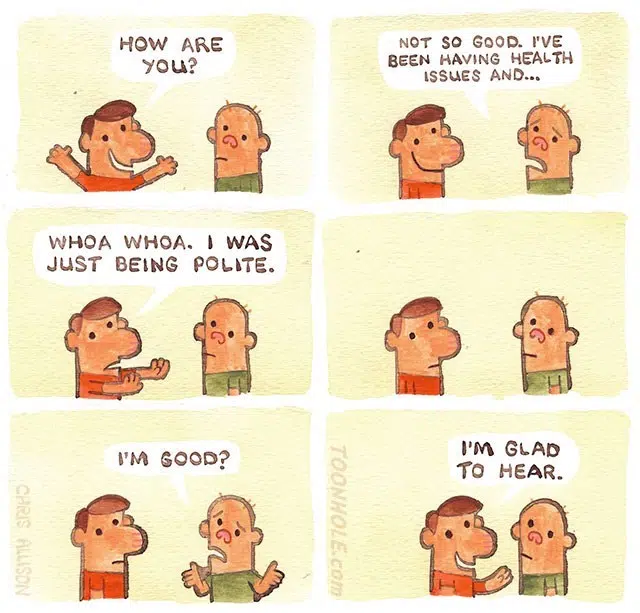 HOW ARE
YOU?
NOT SO GOOD. I'VE
BEEN HAVING HEALTH
ISSUES AND...
WHOA WHOA. I WAS
JUST BEING POLITE.
I'M GOOD?
I'M GLAD
TO HEAR.
CHRIS ALLISON
TOONHOLE.COM